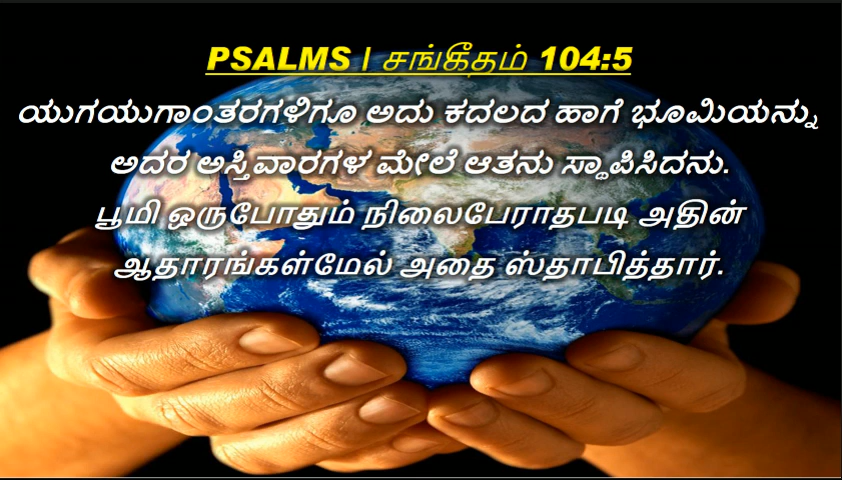 PSALMS | சங்கீதம் 104:5
ಯುಗಯುಗಾಂತರಗಳಿಗೂ ಅದು ಕದಲದ ಹಾಗೆ ಭೂಮಿಯನ್ನು
ಅದರ ಅಸ್ತಿವಾರಗಳ ಮೇಲೆ ಆತನು ಸ್ಥಾಪಿಸಿದನು.
பூமி ஒருபோதும் நிலைபேராதபடி அதின்
ஆதாரங்கள்மேல் அதை ஸ்தாபித்தார்.